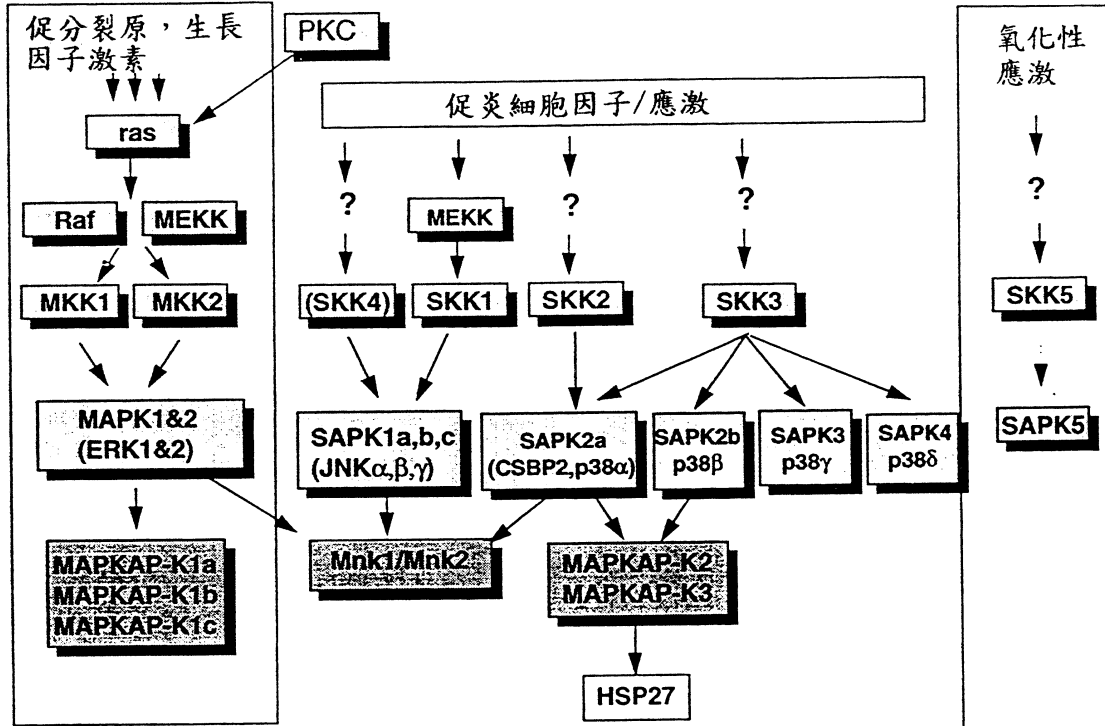 促分裂原，生長
因子激素
PKC
氧化性
應激
促炎細胞因子/應激
ras
? ? ? ?
Raf MEKK MEKK
MKK1 MKK2 (SKK4) SKK1 SKK2 SKK3 SKK5
MAPK1&2
(ERK1&2)
SAPK1a,b,c
(JNKα,β,γ)
SAPK2a
(CSBP2,p38α)
SAPK2b
p38β
SAPK3
p38γ
SAPK4
p38δ
SAPK5
MAPKAP-K1a
MAPKAP-K1b
MAPKAP-K1c
Mnk1/Mnk2
MAPKAP-K2
MAPKAP-K3
HSP27